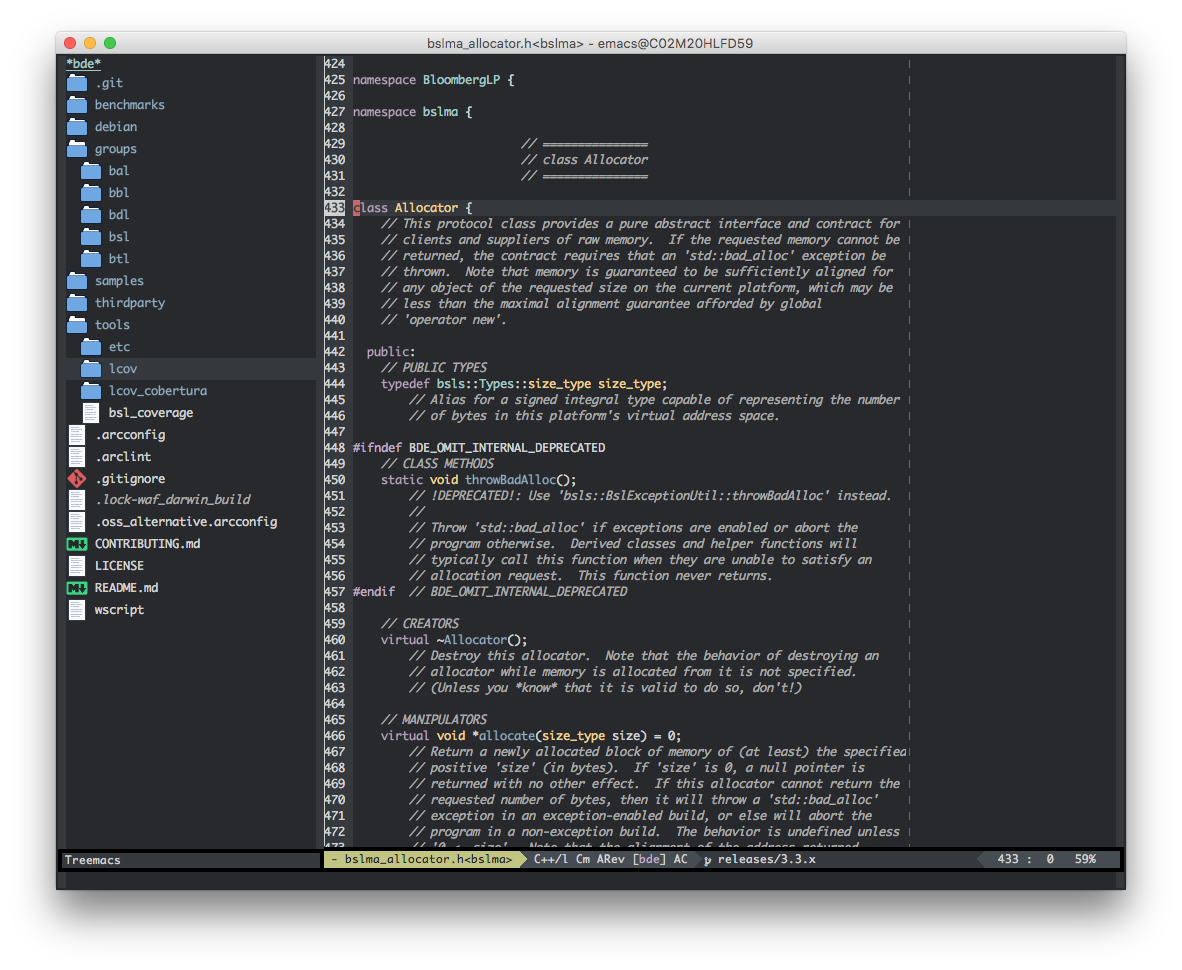 bslma_allocator.h<bslma> - emacs@C02M20HLFD59
*bde*
.git
benchmarks
debian
groups
bal
bbl
bdl
bsl
btl
samples
thirdparty
tools
etc
lcov
lcov_cobertura
bsl_coverage
.arcconfig
.arclint
.gitignore
.lock-waf_darwin_build
.oss_alternative.arcconfig
CONTRIBUTING.md
LICENSE
README.md
wscript
424
425 namespace BloombergLP {
426
427 namespace bslma {
428
429 // ===============
430 // class Allocator
431 // ===============
432
433 class Allocator {
434 // This protocol class provides a pure abstract interface and contract for
435 // clients and suppliers of raw memory.  If the requested memory cannot be
436 // returned, the contract requires that an 'std::bad_alloc' exception be
437 // thrown.  Note that memory is guaranteed to be sufficiently aligned for
438 // any object of the requested size on the current platform, which may be
439 // less than the maximal alignment guarantee afforded by global
440 // 'operator new'.
441
442 public:
443 // PUBLIC TYPES
444 typedef bsls::Types::size_type size_type;
445 // Alias for a signed integral type capable of representing the number
446 // of bytes in this platform's virtual address space.
447
448 #ifndef BDE_OMIT_INTERNAL_DEPRECATED
449 // CLASS METHODS
450 static void throwBadAlloc();
451 // !DEPRECATED!: Use 'bsls::BslExceptionUtil::throwBadAlloc' instead.
452 //
453 // Throw 'std::bad_alloc' if exceptions are enabled or abort the
454 // program otherwise.  Derived classes and helper functions will
455 // typically call this function when they are unable to satisfy an
456 // allocation request.  This function never returns.
457 #endif  // BDE_OMIT_INTERNAL_DEPRECATED
458
459 // CREATORS
460 virtual ~Allocator();
461 // Destroy this allocator.  Note that the behavior of destroying an
462 // allocator while memory is allocated from it is not specified.
463 // (Unless you *know* that it is valid to do so, don't!)
464
465 // MANIPULATORS
466 virtual void *allocate(size_type size) = 0;
467 // Return a newly allocated block of memory of (at least) the specified
468 // positive 'size' (in bytes).  If 'size' is 0, a null pointer is
469 // returned with no other effect.  If this allocator cannot return the
470 // requested number of bytes, then it will throw a 'std::bad_alloc'
471 // exception in an exception-enabled build, or else will abort the
472 // program in a non-exception build.  The behavior is undefined unless
473 // '0 <= size'.  Note that the alignment of the address returned
Treemacs
- bslma_allocator.h<bslma> C++/l Cm ARev [bde] AC releases/3.3.x 433 : 0 59%